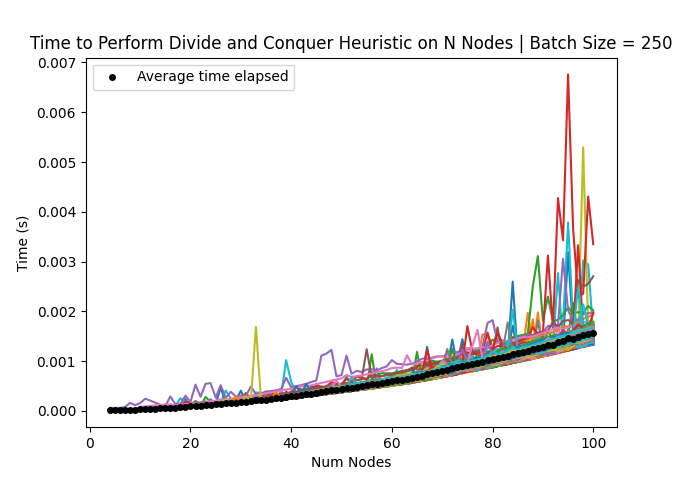 Time to Perform Divide and Conquer Heuristic on N Nodes | Batch Size = 250
Average time elapsed
0.007
0.006
0.005
0.004
0.003
0.002
0.001
0.000
Time (s)
0 20 40 60 80 100
Num Nodes